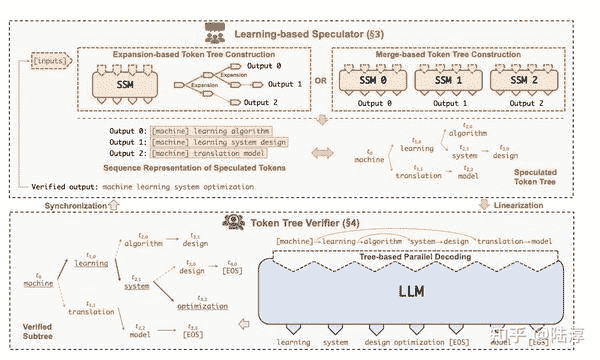 Learning-based Speculator (§3)
[inputs]
Expansion-based Token Tree Construction
SSM
Expansion
Expansion
Expansion
Output 0
Output 1
Output 2
OR
Merge-based Token Tree Construction
SSM 0
SSM 1
SSM 2
Output 0
Output 1
Output 2
Output 0: [machine] learning algorithm
Output 1: [machine] learning system design
Output 2: [machine] translation model
Sequence Representation of Speculated Tokens
t0
machine
t1,0
learning
t1,1
translation
t2,0
algorithm
t2,1
system
t3,0
design
t2,2
model
Speculated
Token Tree
Verified output: machine learning system optimization
Synchronization
Linearization
Token Tree Verifier (§4)
t0
machine
t1,0
learning
t1,1
translation
t2,0
algorithm
t3,1
design
t2,1
system
t3,0
design
t4,0
[EOS]
optimization
t2,2
model
[EOS]
Verified
Subtree
[machine] learning algorithm system design translation model
Tree-based Parallel Decoding
LLM
learning system design optimization [EOS] model [EOS]
知乎 @陆淳